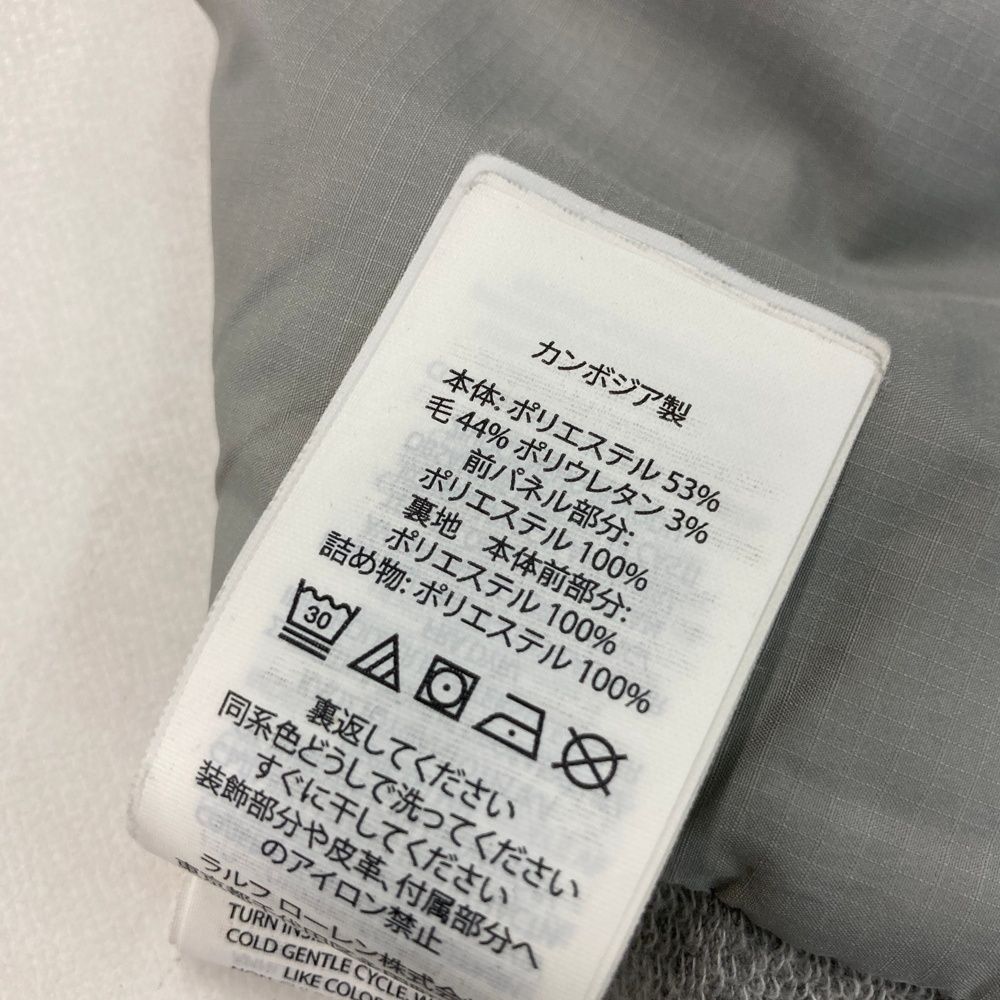 カンボジア製
本体: ポリエステル 53%
毛 44% ポリウレタン 3%
前パネル部分:
ポリエステル 100%
裏地　本体前部分:
ポリエステル 100%
詰め物: ポリエステル 100%
30
裏返してください
同系色どうしで洗ってください
すぐに干してください
装飾部分や皮革、付属部分へ
のアイロン禁止
ラルフ ローレン株式会社
TURN
COLD GENTLE CYCLE.
LIKE